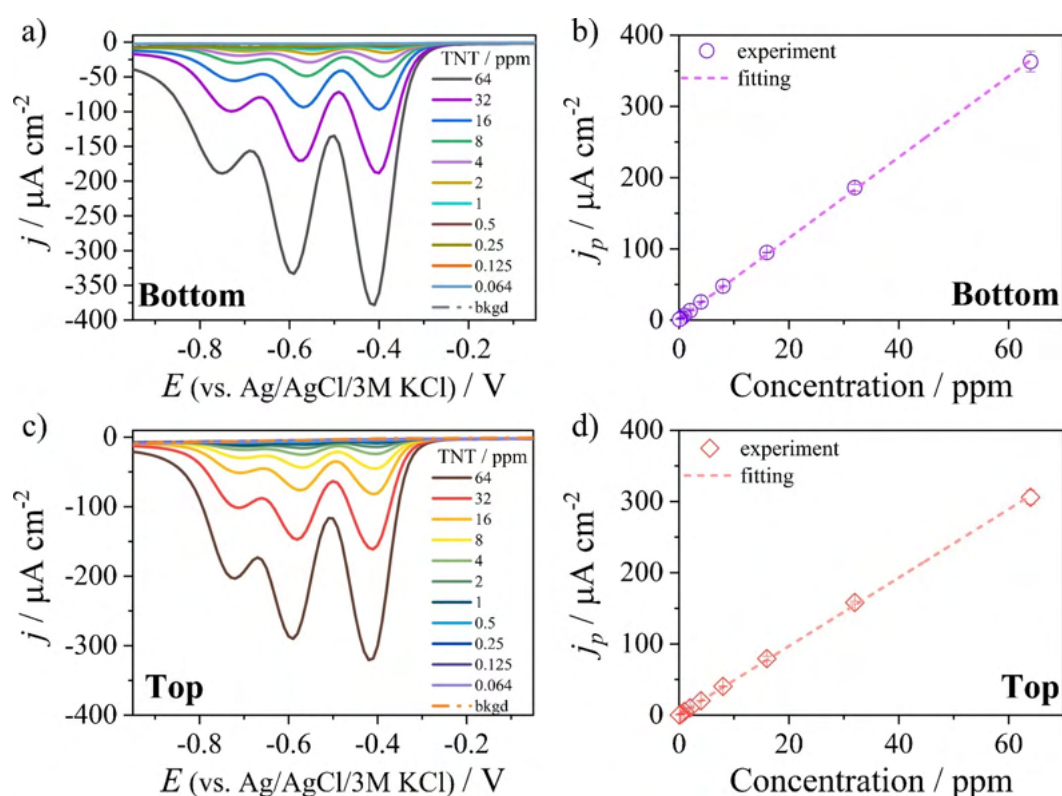 a)
0
-50
-100
-150
-200
-250
-300
-350
-400
j / μA cm⁻²
TNT / ppm
64
32
16
8
4
2
1
0.5
0.25
0.125
0.064
bkgd
Bottom
-0.8 -0.6 -0.4 -0.2
E (vs. Ag/AgCl/3M KCl) / V
b)
400
300
200
100
0
jₚ / μA cm⁻²
experiment
fitting
Bottom
0 20 40 60
Concentration / ppm
c)
0
-100
-200
-300
-400
j / μA cm⁻²
TNT / ppm
64
32
16
8
4
2
1
0.5
0.25
0.125
0.064
bkgd
Top
-0.8 -0.6 -0.4 -0.2
E (vs. Ag/AgCl/3M KCl) / V
d)
400
300
200
100
0
jₚ / μA cm⁻²
experiment
fitting
Top
0 20 40 60
Concentration / ppm